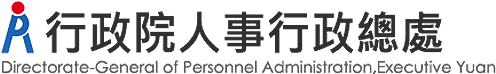 行政院人事行政總處
Directorate-General of Personnel Administration,Executive Yuan